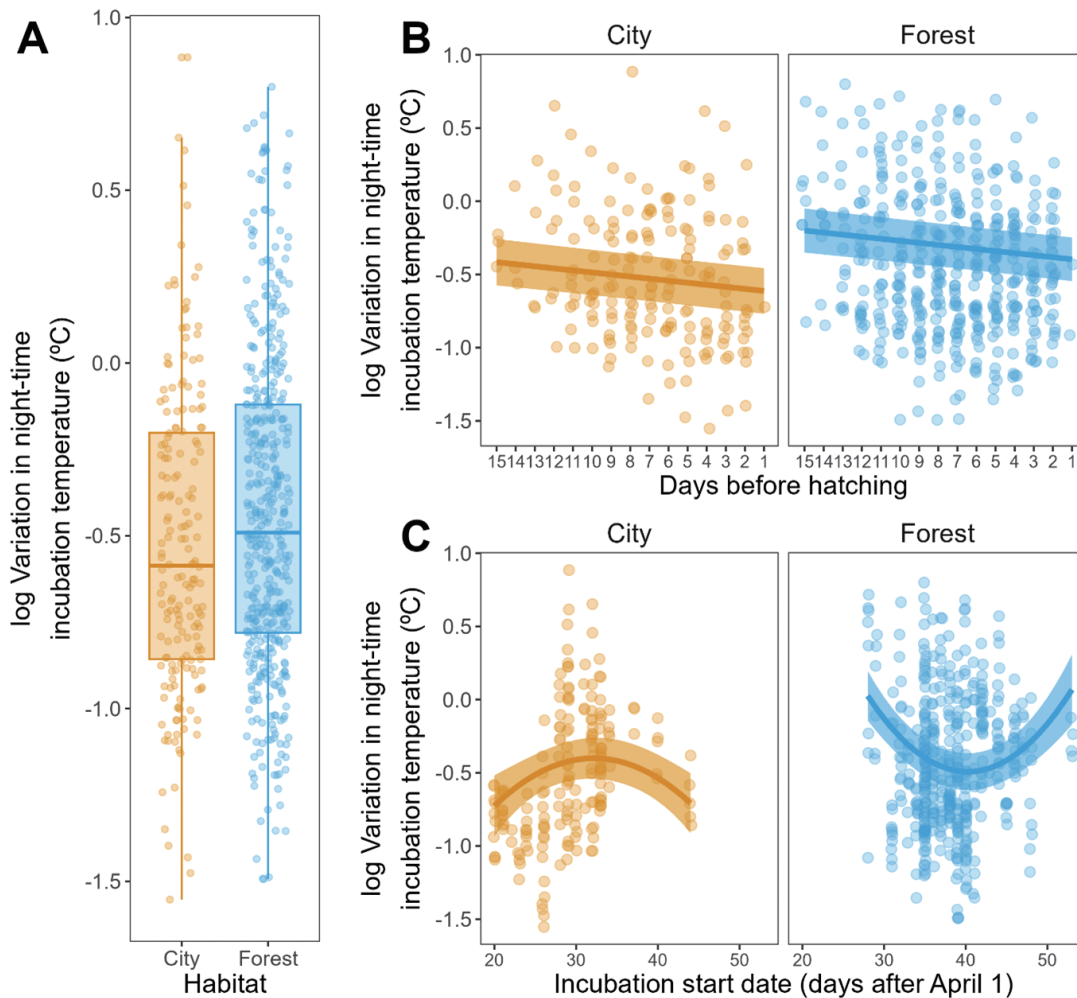 A
log Variation in night-time
incubation temperature (ºC)
1.0
0.5
0.0
-0.5
-1.0
-1.5
City Forest
Habitat
B
City Forest
log Variation in night-time
incubation temperature (ºC)
1.0
0.5
0.0
-0.5
-1.0
-1.5
15 14 13 12 11 10 9 8 7 6 5 4 3 2 1 15 14 13 12 11 10 9 8 7 6 5 4 3 2 1
Days before hatching
C
City Forest
log Variation in night-time
incubation temperature (ºC)
1.0
0.5
0.0
-0.5
-1.0
-1.5
20 30 40 50 20 30 40 50
Incubation start date (days after April 1)